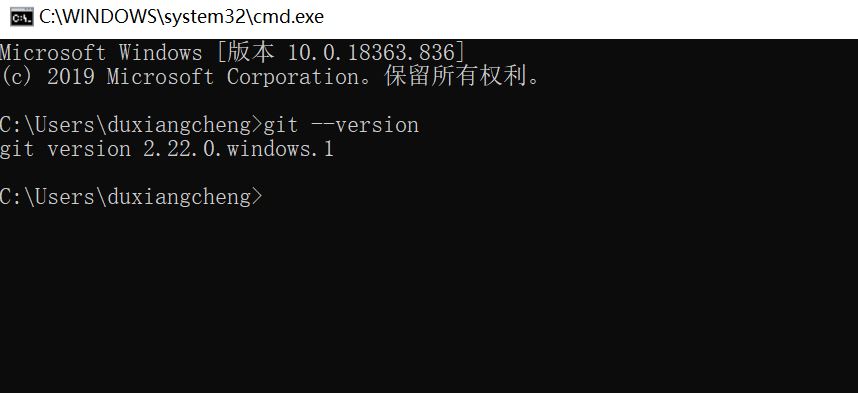 C:\WINDOWS\system32\cmd.exe
Microsoft Windows [版本 10.0.18363.836]
(c) 2019 Microsoft Corporation。保留所有权利。
C:\Users\duxiangcheng>git --version
git version 2.22.0.windows.1
C:\Users\duxiangcheng>